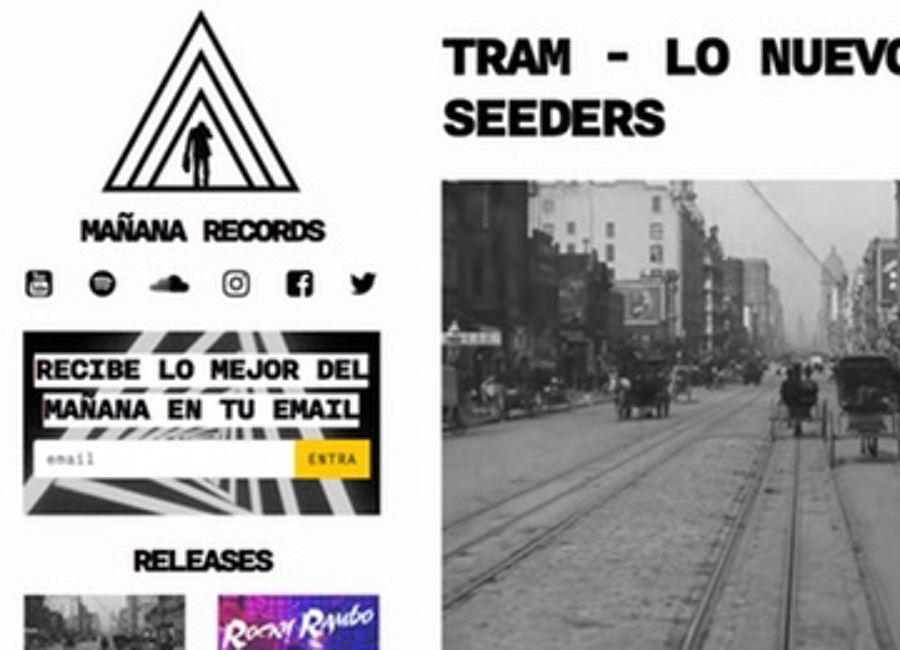 MAÑANA RECORDS
RECIBE LO MEJOR DEL
MAÑANA EN TU EMAIL
email
ENTRA
RELEASES
ROCKY RAMBO
TRAM - LO NUEVO
SEEDERS